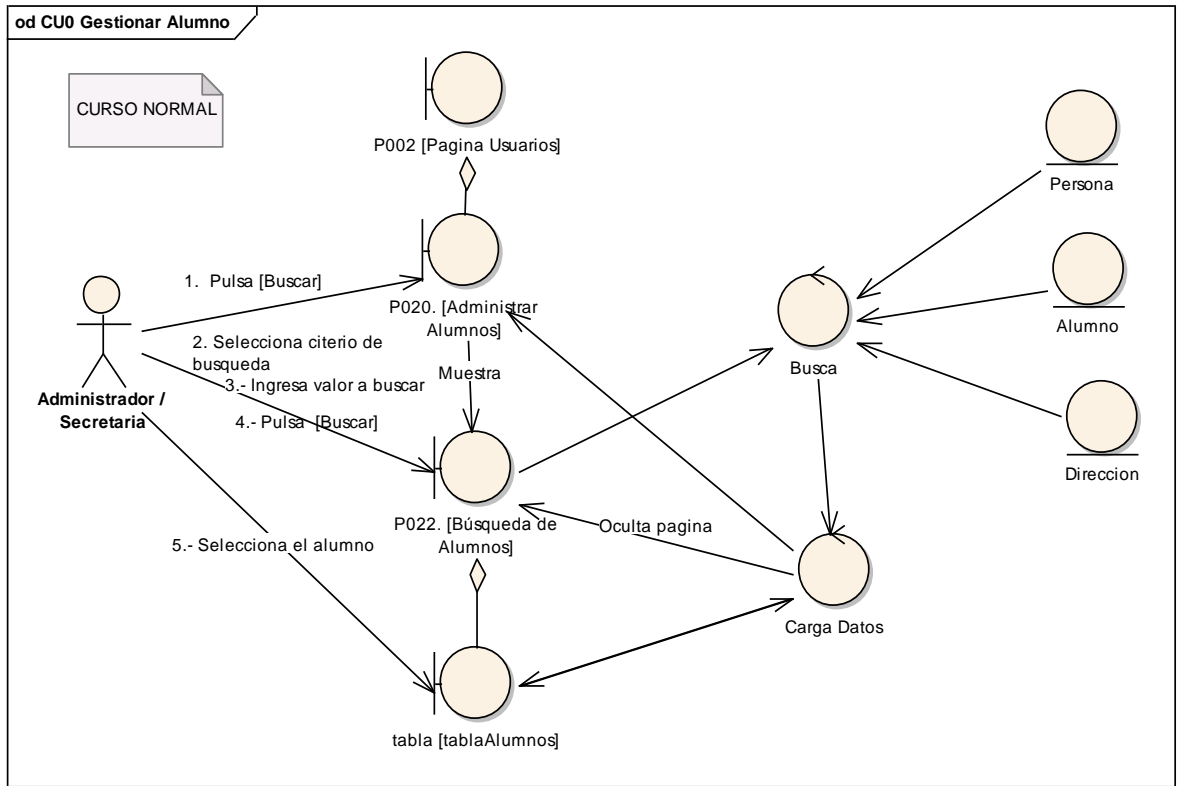 od CU0 Gestionar Alumno
CURSO NORMAL
P002 [Pagina Usuarios]
Persona
1.  Pulsa [Buscar]
P020. [Administrar
Alumnos]
Alumno
2. Selecciona citerio de
busqueda
Muestra
Busca
3.- Ingresa valor a buscar
Administrador /
Secretaria
4.- Pulsa  [Buscar]
Direccion
P022. [Búsqueda de
Alumnos]
Oculta pagina
5.- Selecciona el alumno
Carga Datos
tabla [tablaAlumnos]